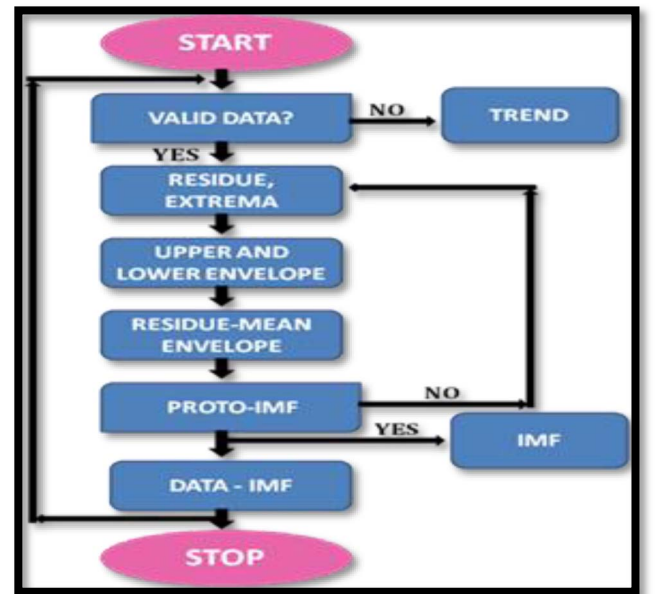 START
VALID DATA?
NO
TREND
YES
RESIDUE,
EXTREMA
UPPER AND
LOWER ENVELOPE
RESIDUE-MEAN
ENVELOPE
PROTO-IMF
NO
YES
IMF
DATA - IMF
STOP